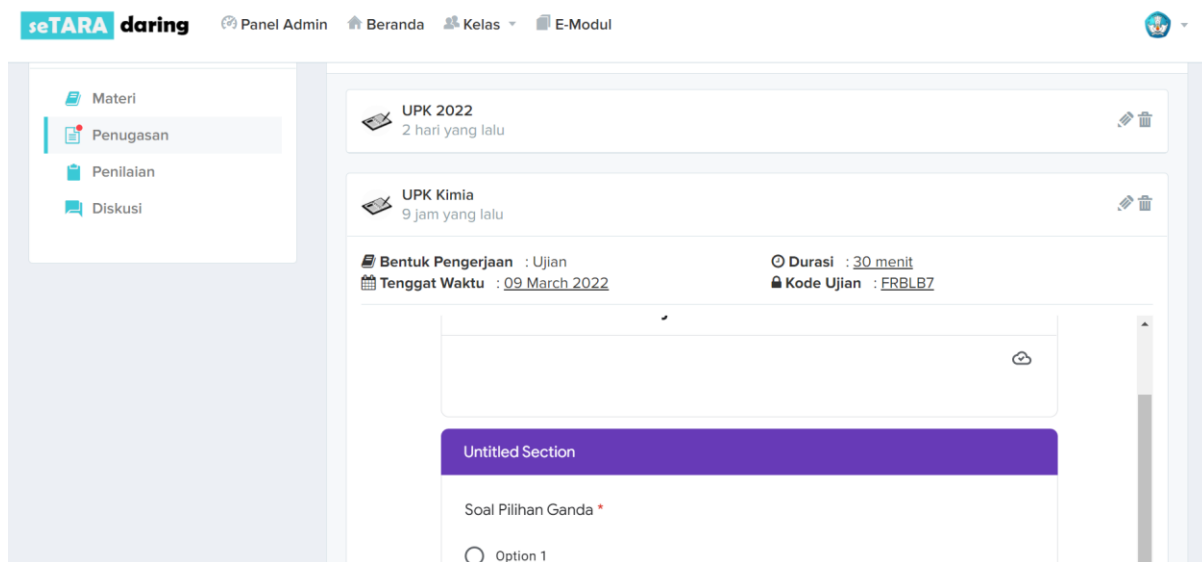 seTARA daring Panel Admin Beranda Kelas E-Modul
Materi
Penugasan
Penilaian
Diskusi
UPK 2022
2 hari yang lalu
UPK Kimia
9 jam yang lalu
Bentuk Pengerjaan : Ujian
Durasi : 30 menit
Tenggat Waktu : 09 March 2022
Kode Ujian : FRBLB7
Untitled Section
Soal Pilihan Ganda *
Option 1